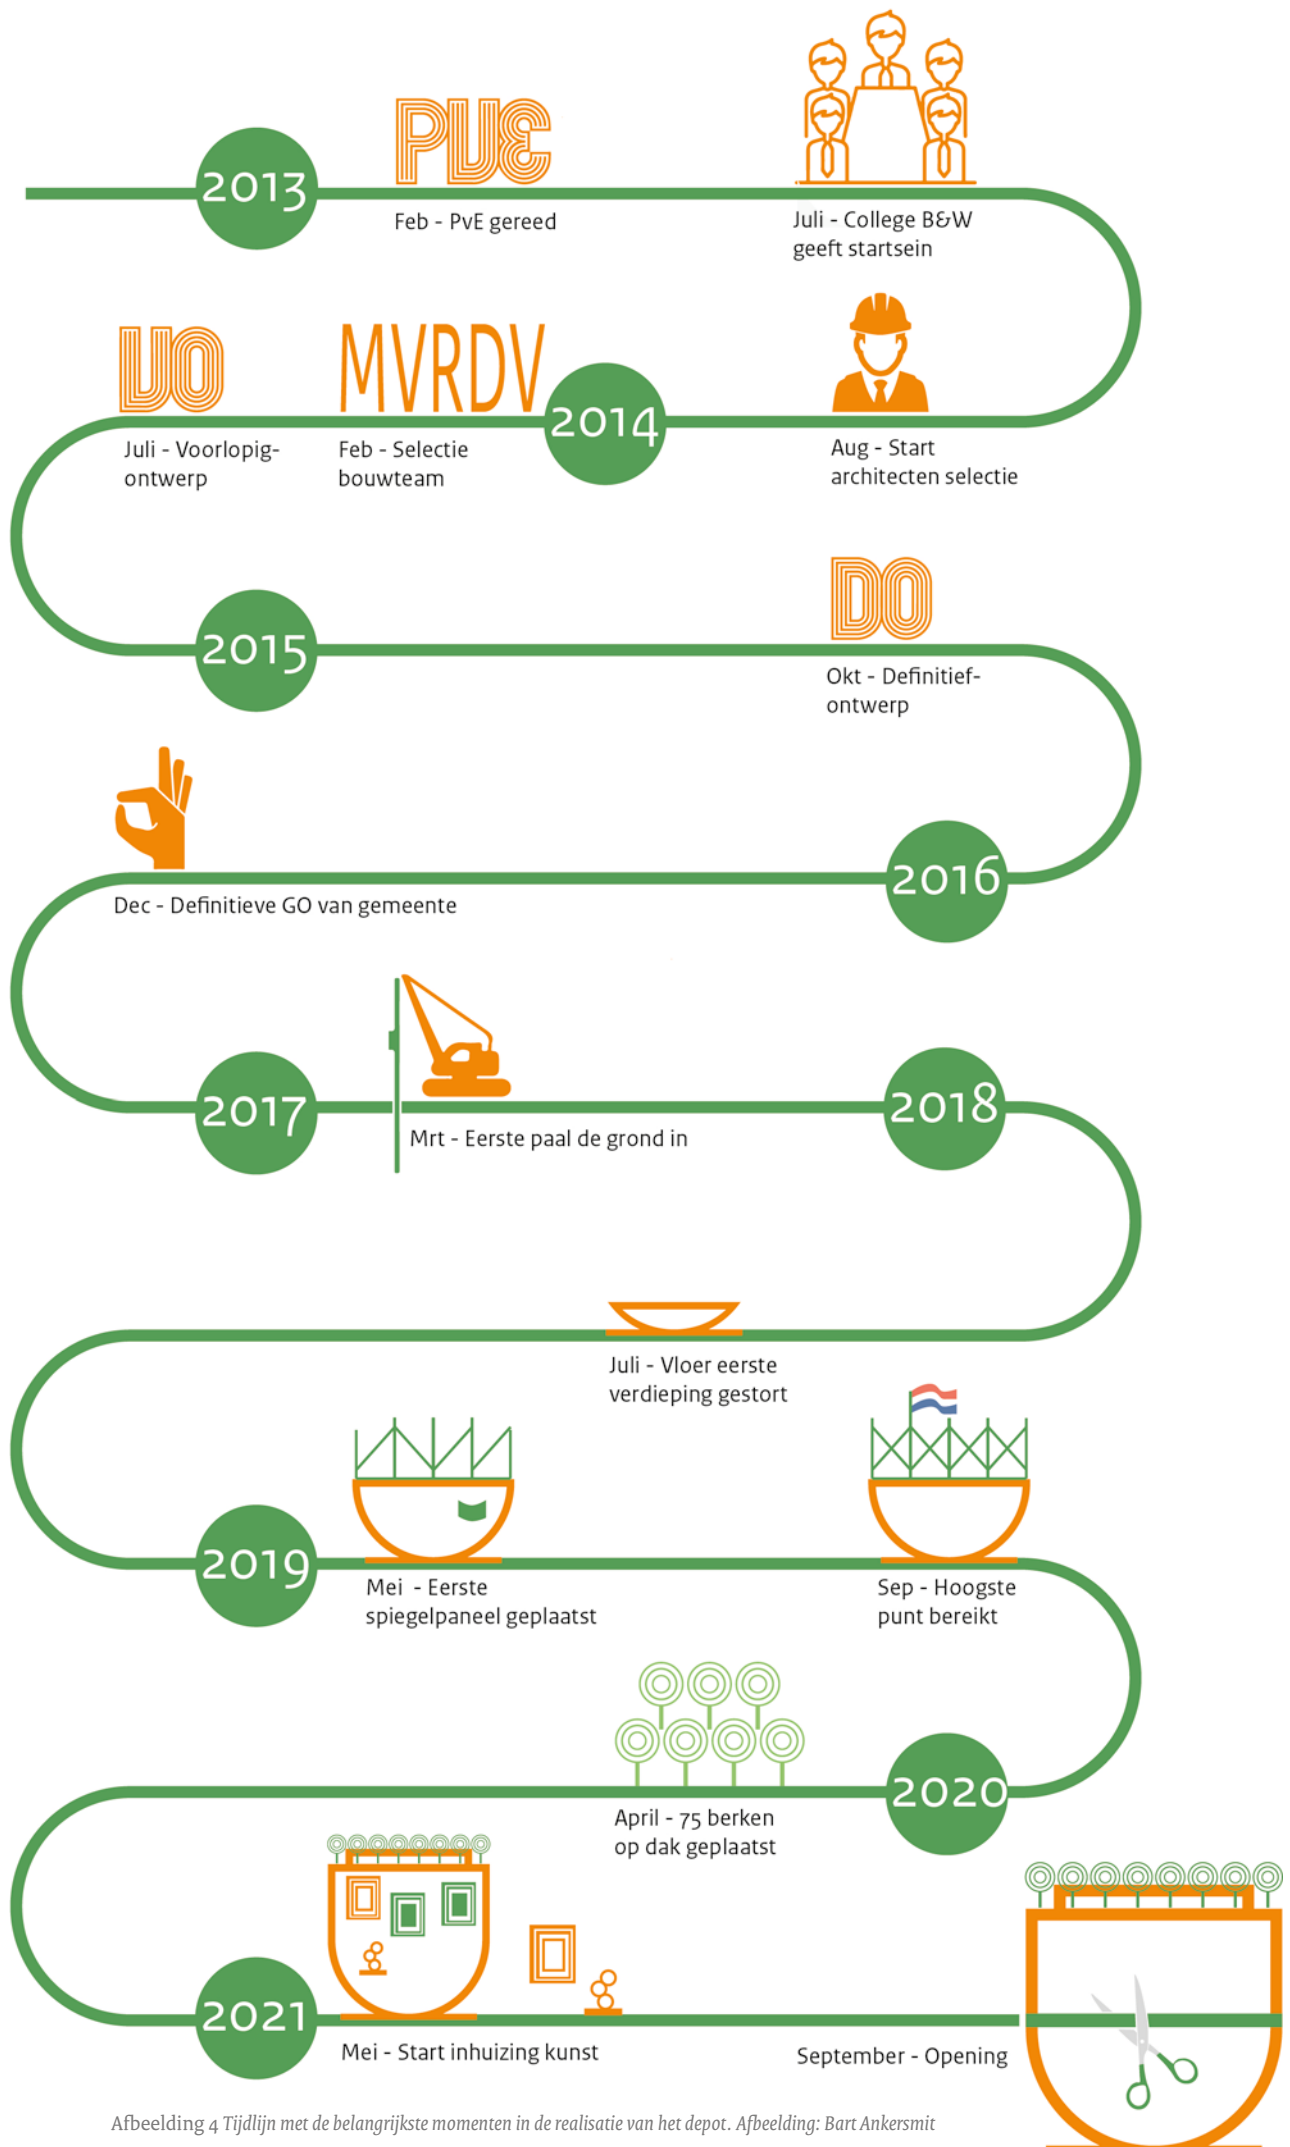 PVE
2013
Feb - PvE gereed
Juli - College B&W
geeft startsein
VO
MVRDV
2014
Juli - Voorlopig-
ontwerp
Feb - Selectie
bouwteam
Aug - Start
architecten selectie
DO
2015
Okt - Definitief-
ontwerp
2016
Dec - Definitieve GO van gemeente
2017
2018
Mrt - Eerste paal de grond in
Juli - Vloer eerste
verdieping gestort
2019
Mei - Eerste
spiegelpaneel geplaatst
Sep - Hoogste
punt bereikt
2020
April - 75 berken
op dak geplaatst
2021
Mei - Start inhuizing kunst
September - Opening
Afbeelding 4 Tijdlijn met de belangrijkste momenten in de realisatie van het depot. Afbeelding: Bart Ankersmit